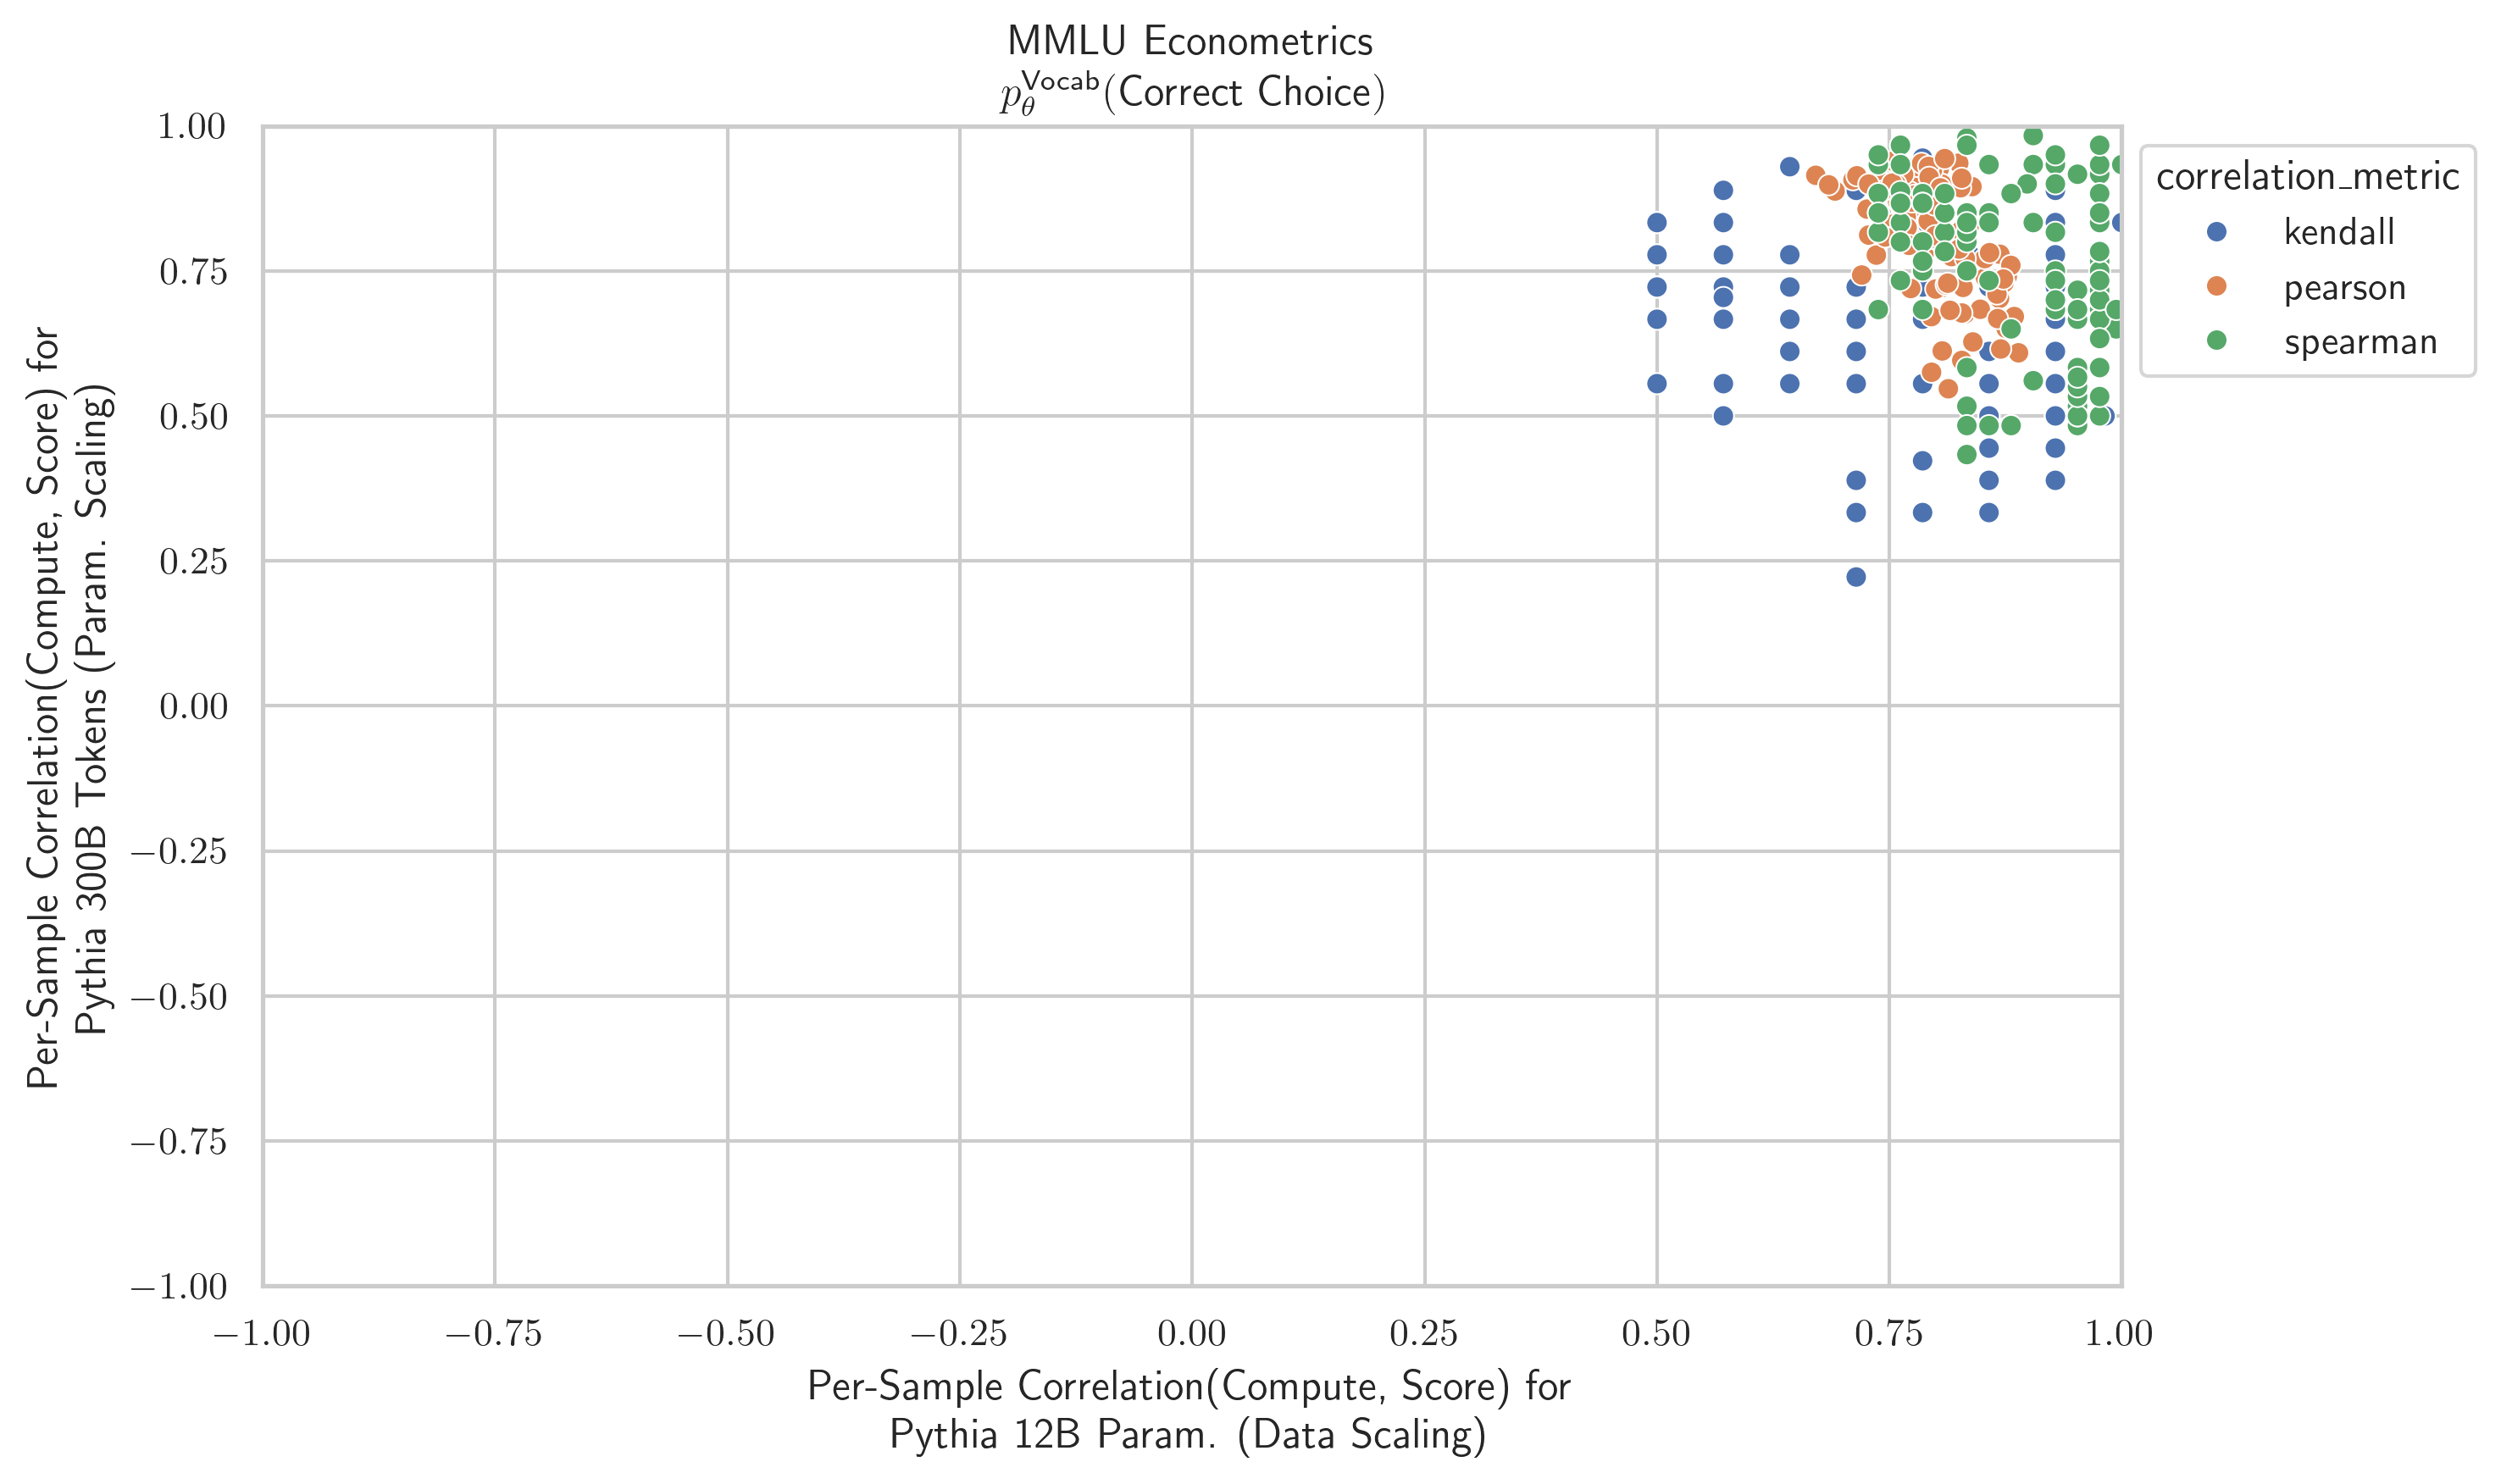 MMLU Econometrics
p_θ^Vocab(Correct Choice)
1.00
0.75
0.50
0.25
0.00
−0.25
−0.50
−0.75
−1.00
Per-Sample Correlation(Compute, Score) for
Pythia 300B Tokens (Param. Scaling)
correlation_metric
kendall
pearson
spearman
−1.00 −0.75 −0.50 −0.25 0.00 0.25 0.50 0.75 1.00
Per-Sample Correlation(Compute, Score) for
Pythia 12B Param. (Data Scaling)